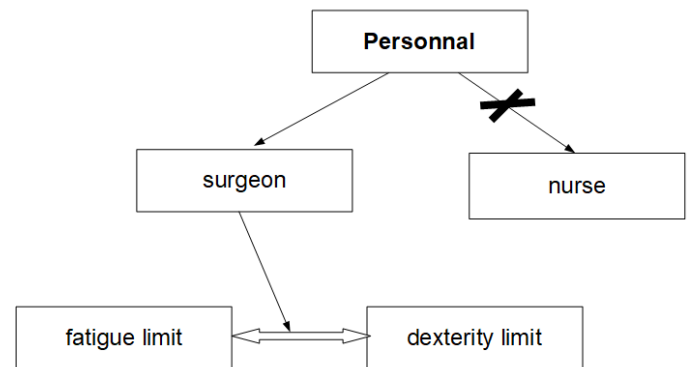 Personnal
surgeon
nurse
fatigue limit
dexterity limit